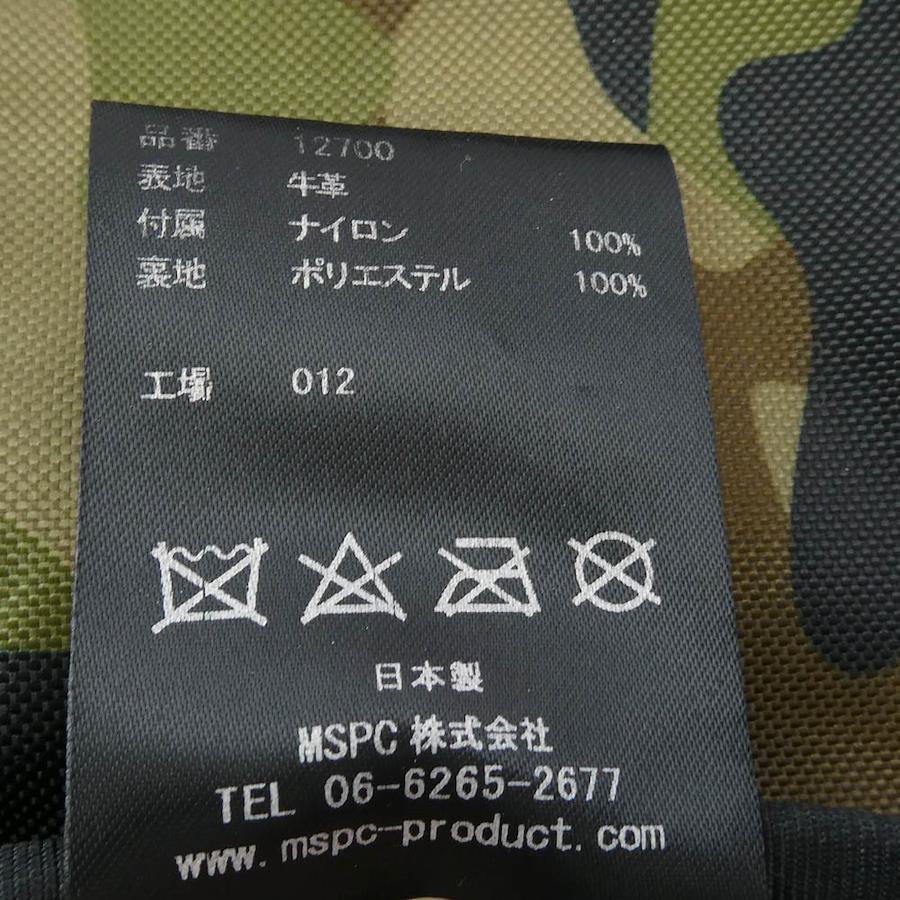 品番 12700
表地 牛革
付属 ナイロン 100%
裏地 ポリエステル 100%
工場 012
日本製
MSPC 株式会社
TEL 06-6265-2677
www.mspc-product.com